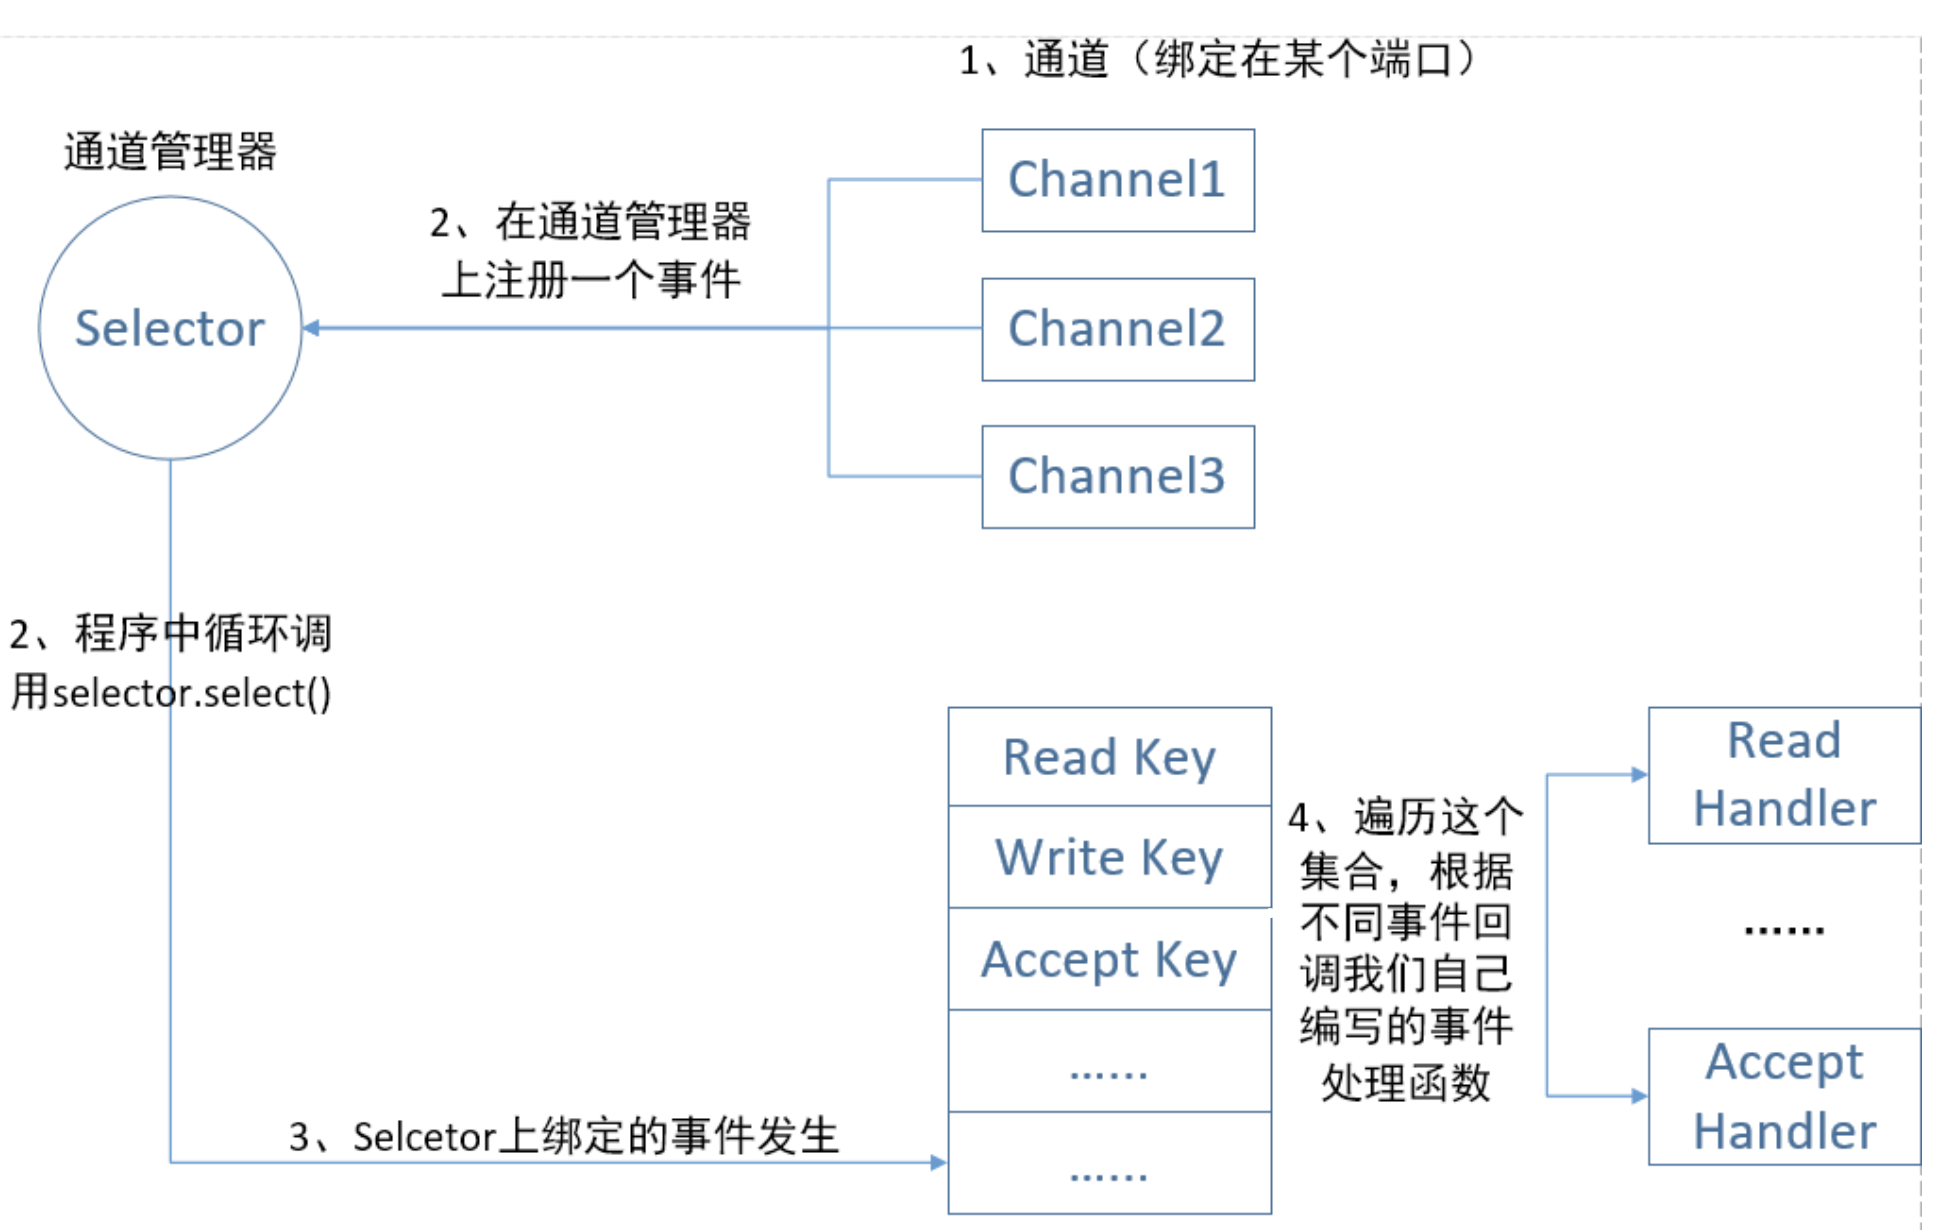 1、通道（绑定在某个端口）
通道管理器
Selector
2、在通道管理器
上注册一个事件
Channel1
Channel2
Channel3
2、程序中循环调
用selector.select()
3、Selcetor上绑定的事件发生
Read Key
Write Key
Accept Key
......
......
4、遍历这个
集合，根据
不同事件回
调我们自己
编写的事件
处理函数
Read
Handler
......
Accept
Handler